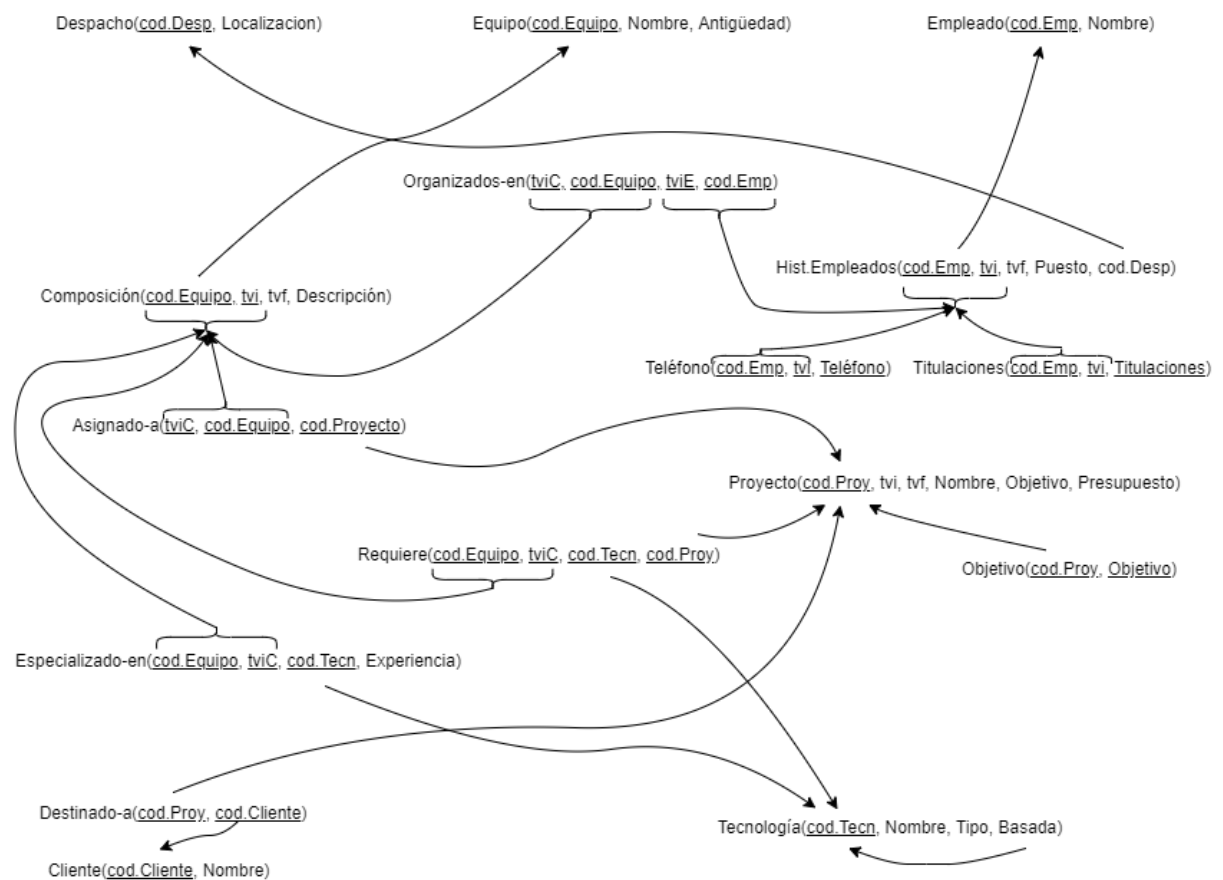 Despacho(cod.Desp, Localizacion)
Equipo(cod.Equipo, Nombre, Antigüedad)
Empleado(cod.Emp, Nombre)
Organizados-en(tviC, cod.Equipo, tviE, cod.Emp)
Hist.Empleados(cod.Emp, tvi, tvf, Puesto, cod.Desp)
Composición(cod.Equipo, tvi, tvf, Descripción)
Teléfono(cod.Emp, tvi, Teléfono)
Titulaciones(cod.Emp, tvi, Titulaciones)
Asignado-a(tviC, cod.Equipo, cod.Proyecto)
Proyecto(cod.Proy, tvi, tvf, Nombre, Objetivo, Presupuesto)
Requiere(cod.Equipo, tviC, cod.Tecn, cod.Proy)
Objetivo(cod.Proy, Objetivo)
Especializado-en(cod.Equipo, tviC, cod.Tecn, Experiencia)
Destinado-a(cod.Proy, cod.Cliente)
Tecnología(cod.Tecn, Nombre, Tipo, Basada)
Cliente(cod.Cliente, Nombre)